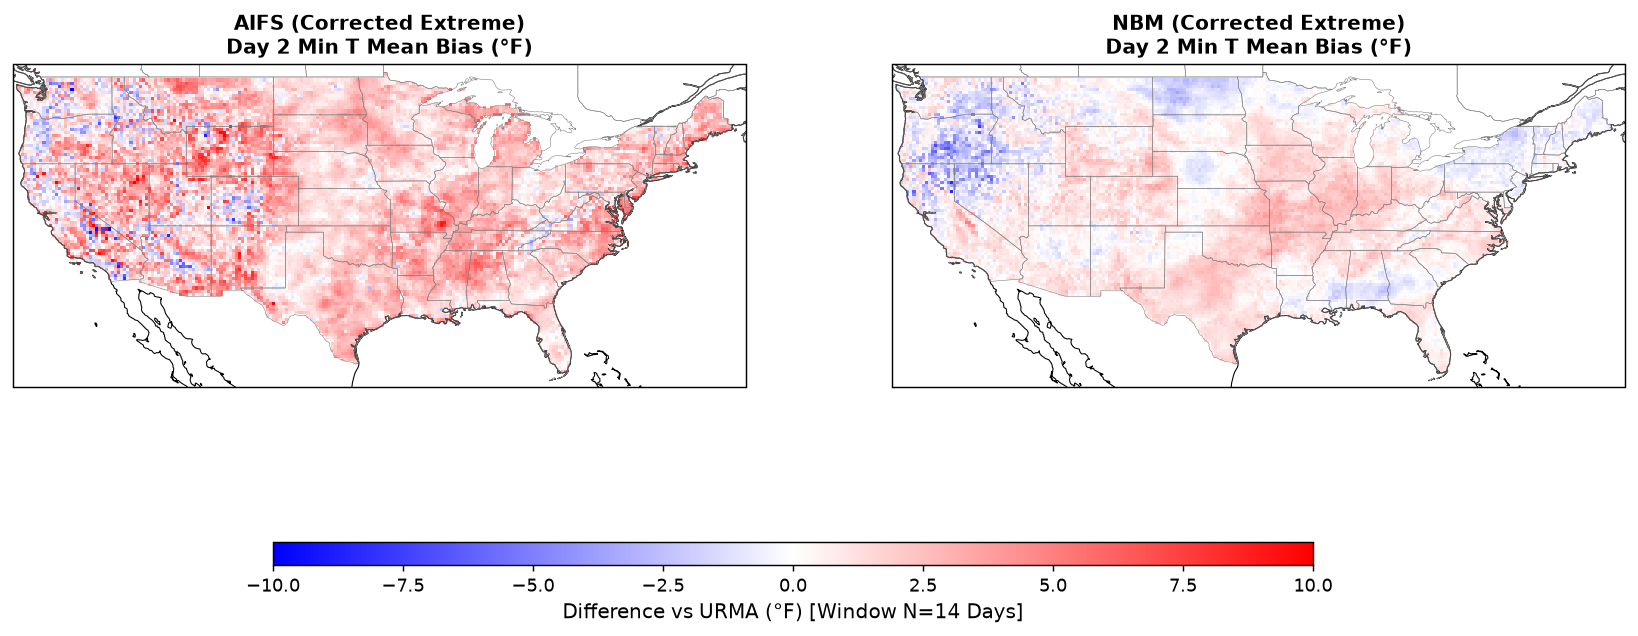 AIFS (Corrected Extreme)
Day 2 Min T Mean Bias (°F)
NBM (Corrected Extreme)
Day 2 Min T Mean Bias (°F)
−10.0 −7.5 −5.0 −2.5 0.0 2.5 5.0 7.5 10.0
Difference vs URMA (°F) [Window N=14 Days]